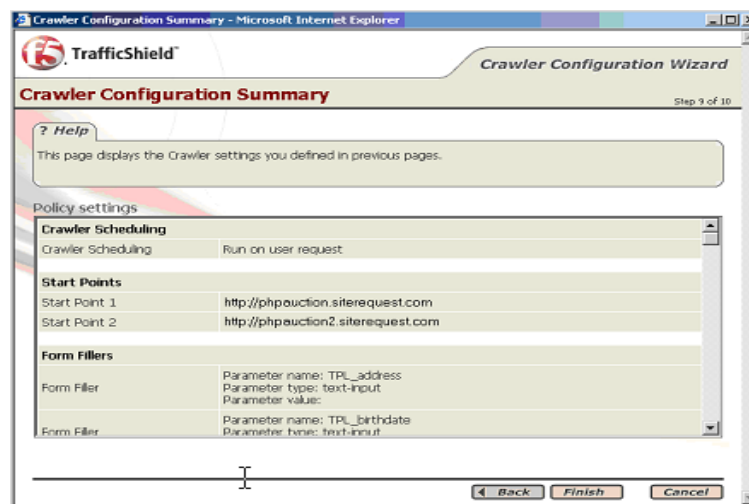 Crawler Configuration Summary - Microsoft Internet Explorer
f5 TrafficShield™
Crawler Configuration Wizard
Crawler Configuration Summary
Step 9 of 10
? Help
This page displays the Crawler settings you defined in previous pages.
Policy settings
Crawler Scheduling
Crawler Scheduling Run on user request
Start Points
Start Point 1 http://phpauction.siterequest.com
Start Point 2 http://phpauction2.siterequest.com
Form Fillers
Parameter name: TPL_address
Form Filler Parameter type: text-input
Parameter value:
Parameter name: TPL_birthdate
Form Filler Parameter type: text-input
Back Finish Cancel